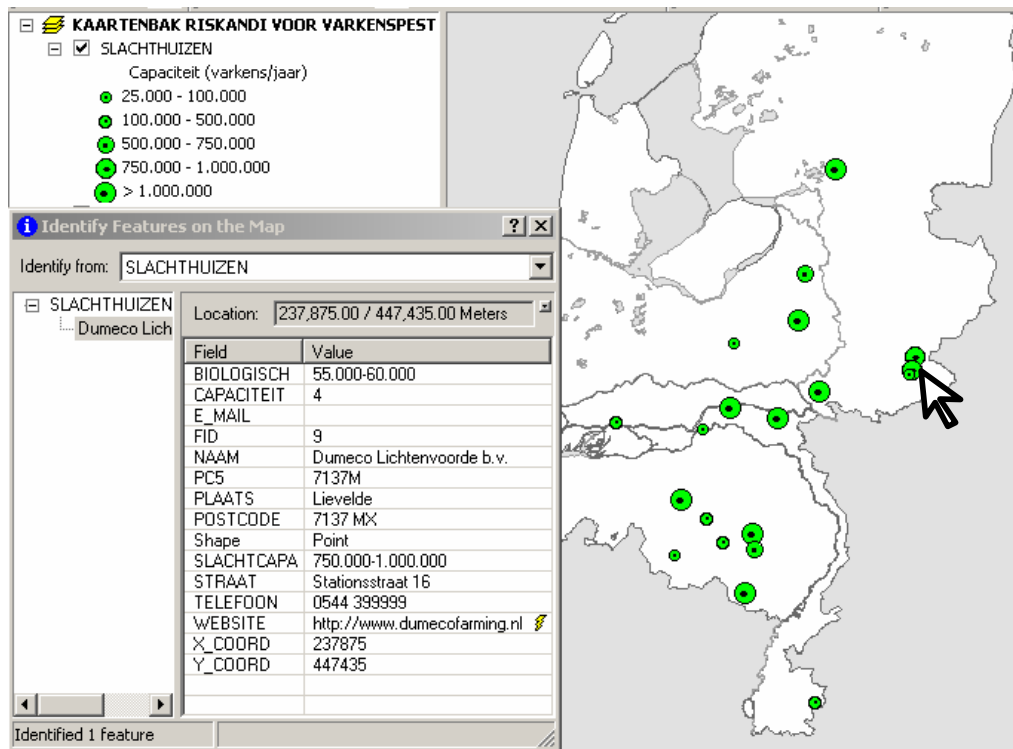 KAARTENBAK RISKANDI VOOR VARKENSPEST
SLACHTHUIZEN
Capaciteit (varkens/jaar)
25.000 - 100.000
100.000 - 500.000
500.000 - 750.000
750.000 - 1.000.000
> 1.000.000
Identify Features on the Map
Identify from: SLACHTHUIZEN
SLACHTHUIZEN
Dumeco Lich
Location: 237,875.00 / 447,435.00 Meters
Field Value
BIOLOGISCH 55.000-60.000
CAPACITEIT 4
E_MAIL
FID 9
NAAM Dumeco Lichtenvoorde b.v.
PC5 7137M
PLAATS Lievelde
POSTCODE 7137 MX
Shape Point
SLACHTCAPA 750.000-1.000.000
STRAAT Stationsstraat 16
TELEFOON 0544 399999
WEBSITE http://www.dumecofarming.nl
X_COORD 237875
Y_COORD 447435
Identified 1 feature